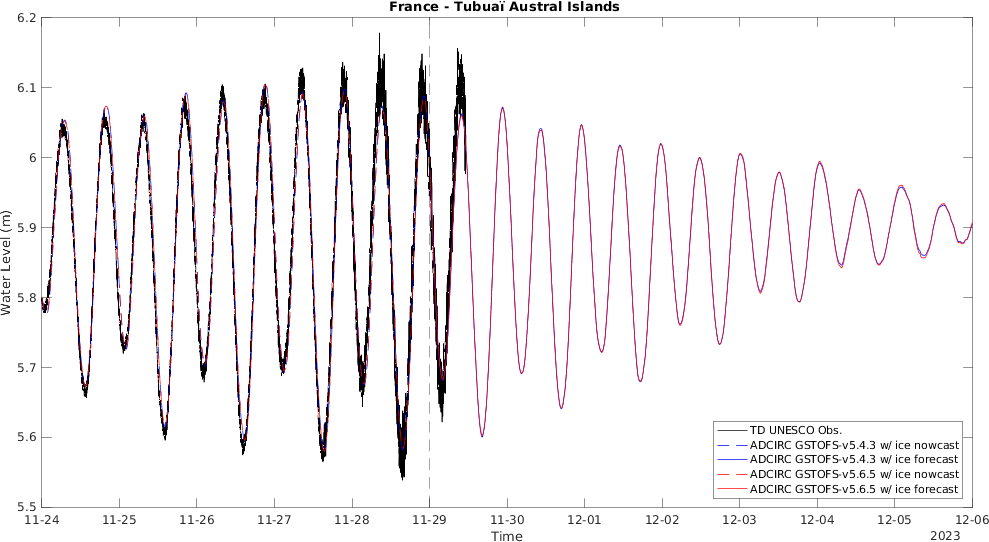 France - Tubuaï Austral Islands
6.2
6.1
6
5.9
5.8
5.7
5.6
5.5
Water Level (m)
11-24 11-25 11-26 11-27 11-28 11-29 11-30 12-01 12-02 12-03 12-04 12-05 12-06
Time
2023
TD UNESCO Obs.
ADCIRC GSTOFS-v5.4.3 w/ ice nowcast
ADCIRC GSTOFS-v5.4.3 w/ ice forecast
ADCIRC GSTOFS-v5.6.5 w/ ice nowcast
ADCIRC GSTOFS-v5.6.5 w/ ice forecast